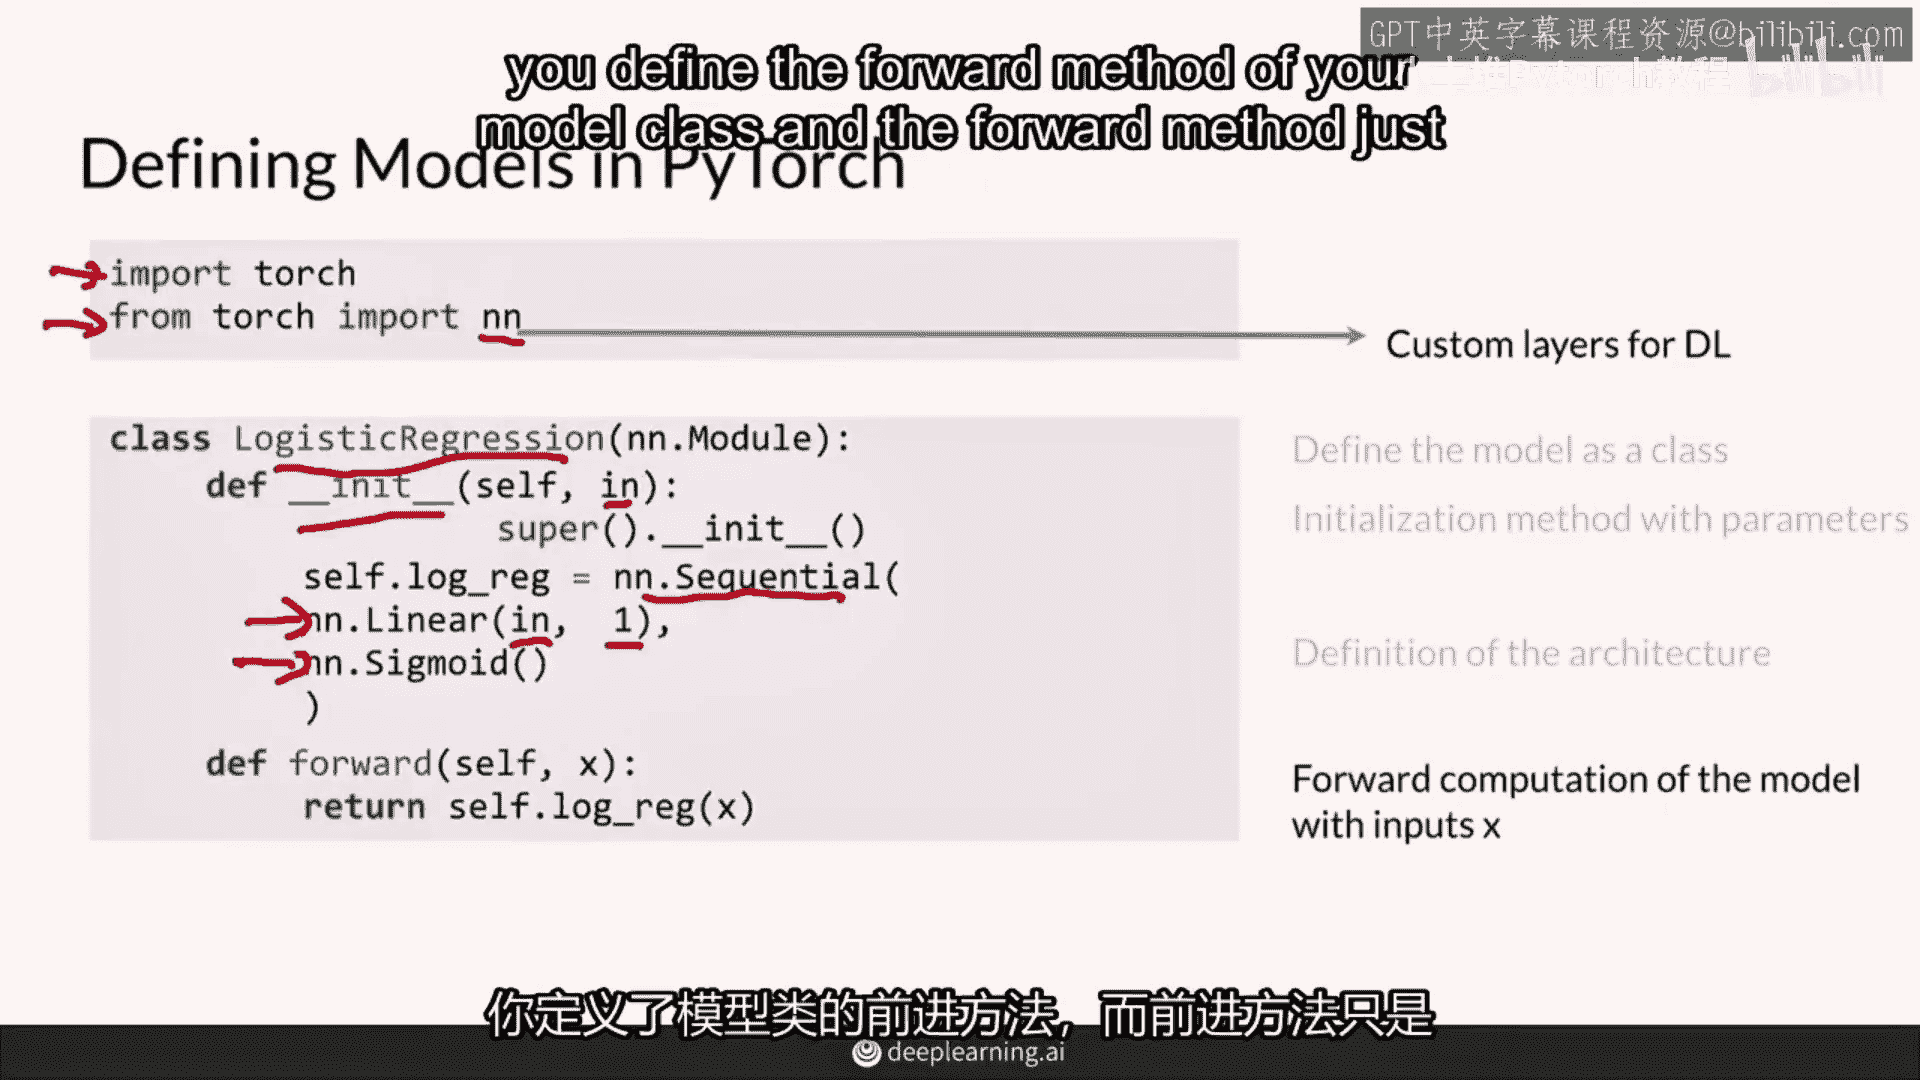 GPT中英字幕课程资源@bilibili.com
you define the forward method of your
model class and the forward method just
Defining Models in PyTorch
import torch
from torch import nn
Custom layers for DL
class LogisticRegression(nn.Module):
Define the model as a class
def __init__(self, in):
Initialization method with parameters
super().__init__()
self.log_reg = nn.Sequential(
nn.Linear(in, 1),
nn.Sigmoid()
Definition of the architecture
)
def forward(self, x):
return self.log_reg(x)
Forward computation of the model
with inputs x
你定义了模型类的前进方法，而前进方法只是
deeplearning.ai